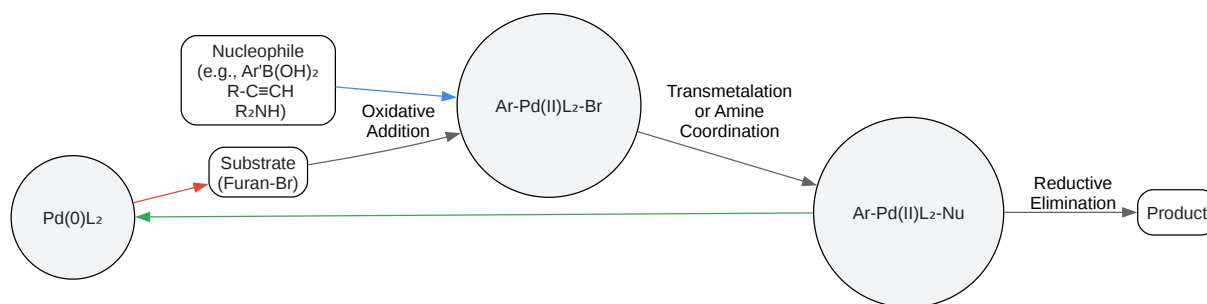 Nucleophile
(e.g., Ar'B(OH)₂
R-C≡CH
R₂NH)
Oxidative
Addition
Ar-Pd(II)L₂-Br
Transmetalation
or Amine
Coordination
Substrate
(Furan-Br)
Pd(0)L₂
Ar-Pd(II)L₂-Nu
Reductive
Elimination
Product